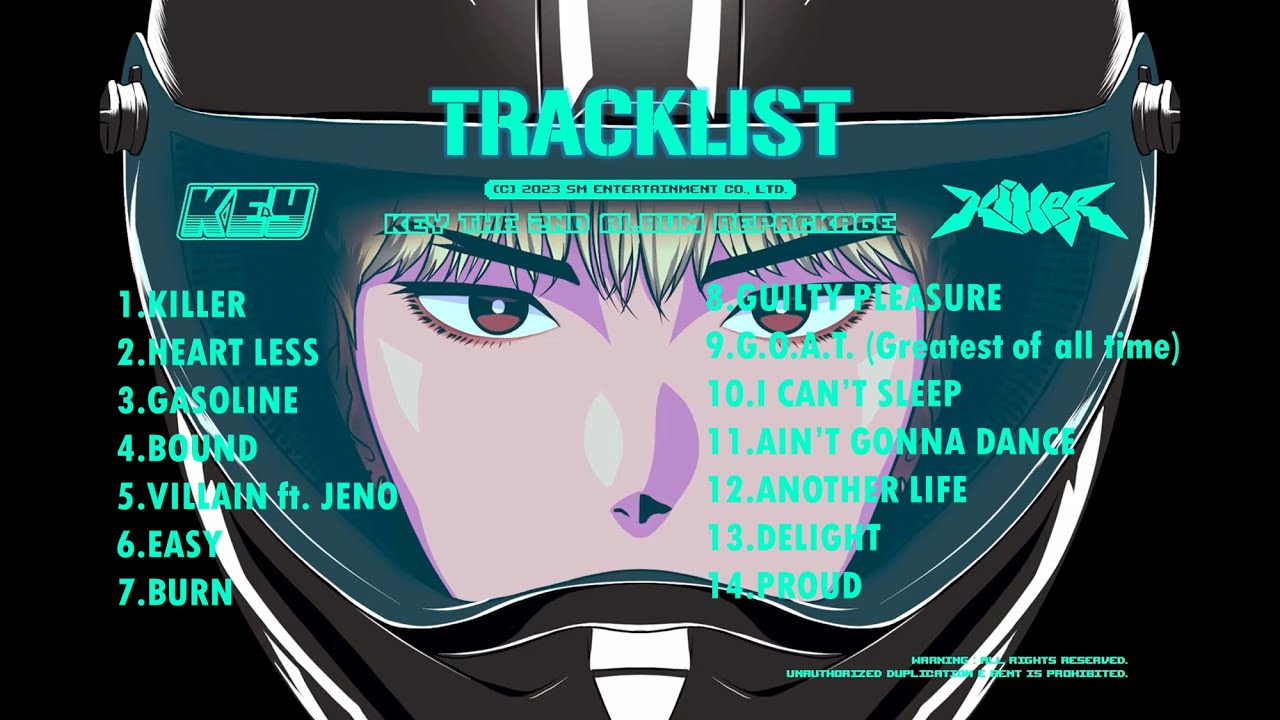 TRACKLIST
(C) 2023 SM ENTERTAINMENT CO., LTD.
KEY
KEY THE 2ND ALBUM REPACKAGE
Killer
1.KILLER
2.HEART LESS
3.GASOLINE
4.BOUND
5.VILLAIN ft. JENO
6.EASY
7.BURN
8.GUILTY PLEASURE
9.G.O.A.T. (Greatest of all time)
10.I CAN’T SLEEP
11.AIN’T GONNA DANCE
12.ANOTHER LIFE
13.DELIGHT
14.PROUD
WARNING : ALL RIGHTS RESERVED.
UNAUTHORIZED DUPLICATION & RENT IS PROHIBITED.